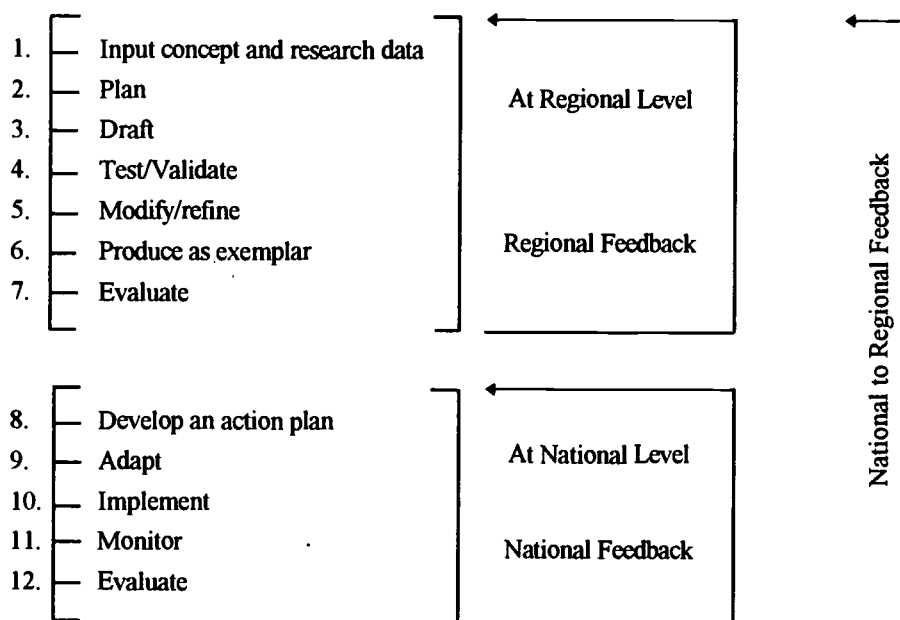 1. Input concept and research data
2. Plan
3. Draft
4. Test/Validate
5. Modify/refine
6. Produce as exemplar
7. Evaluate
At Regional Level
Regional Feedback
8. Develop an action plan
9. Adapt
10. Implement
11. Monitor
12. Evaluate
At National Level
National Feedback
National to Regional Feedback